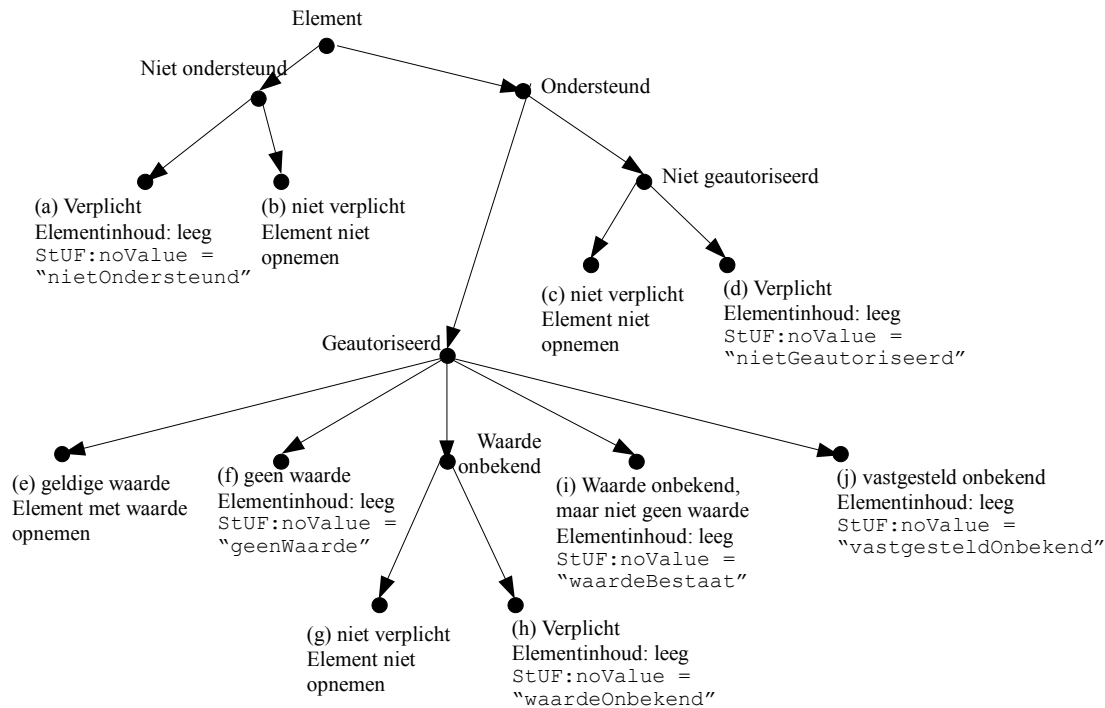 Element
Niet ondersteund
Ondersteund
Niet geautoriseerd
(a) Verplicht
Elementinhoud: leeg
StUF:noValue =
“nietOndersteund”
(b) niet verplicht
Element niet
opnemen
(c) niet verplicht
Element niet
opnemen
(d) Verplicht
Elementinhoud: leeg
StUF:noValue =
“nietGeautoriseerd”
Geautoriseerd
Waarde
onbekend
(e) geldige waarde
Element met waarde
opnemen
(f) geen waarde
Elementinhoud: leeg
StUF:noValue =
“geenWaarde”
(i) Waarde onbekend,
maar niet geen waarde
Elementinhoud: leeg
StUF:noValue =
“waardeBestaat”
(j) vastgesteld onbekend
Elementinhoud: leeg
StUF:noValue =
“vastgesteldOnbekend”
(g) niet verplicht
Element niet
opnemen
(h) Verplicht
Elementinhoud: leeg
StUF:noValue =
“waardeOnbekend”